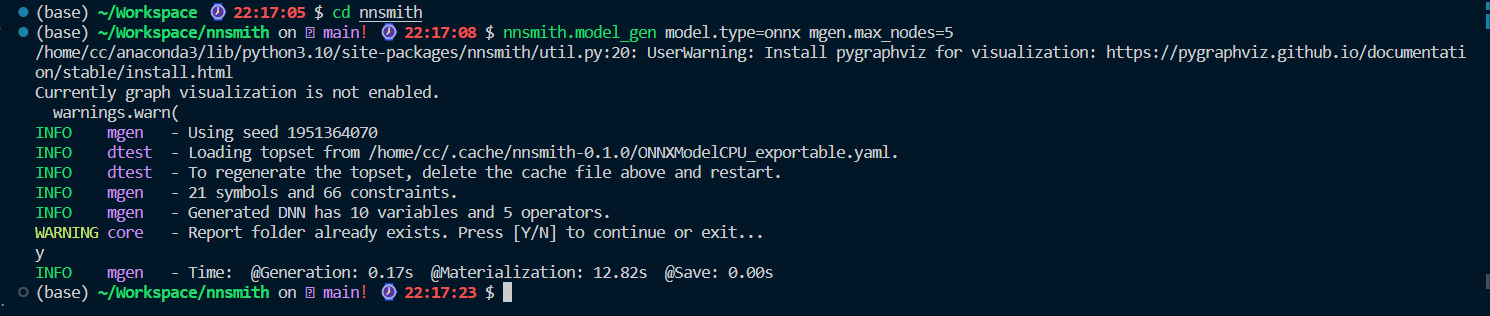 (base) ~/Workspace 22:17:05 $ cd nnsmith
(base) ~/Workspace/nnsmith on main! 22:17:08 $ nnsmith.model_gen model.type=onnx mgen.max_nodes=5
/home/cc/anaconda3/lib/python3.10/site-packages/nnsmith/util.py:20: UserWarning: Install pygraphviz for visualization: https://pygraphviz.github.io/documentati
on/stable/install.html
Currently graph visualization is not enabled.
  warnings.warn(
INFO    mgen   - Using seed 1951364070
INFO    dtest  - Loading topset from /home/cc/.cache/nnsmith-0.1.0/ONNXModelCPU_exportable.yaml.
INFO    dtest  - To regenerate the topset, delete the cache file above and restart.
INFO    mgen   - 21 symbols and 66 constraints.
INFO    mgen   - Generated DNN has 10 variables and 5 operators.
WARNING core   - Report folder already exists. Press [Y/N] to continue or exit...
y
INFO    mgen   - Time:  @Generation: 0.17s  @Materialization: 12.82s  @Save: 0.00s
(base) ~/Workspace/nnsmith on main! 22:17:23 $